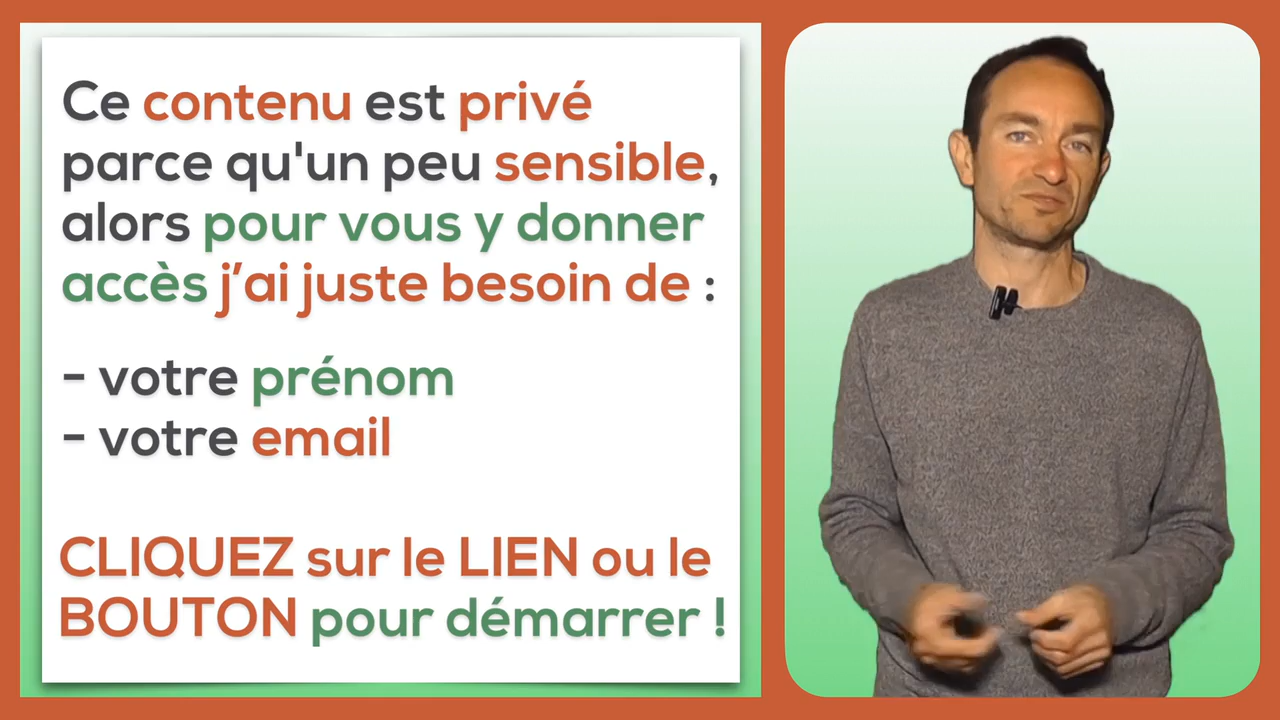 Ce contenu est privé
parce qu'un peu sensible,
alors pour vous y donner
accès j’ai juste besoin de :
- votre prénom
- votre email
CLIQUEZ sur le LIEN ou le
BOUTON pour démarrer !